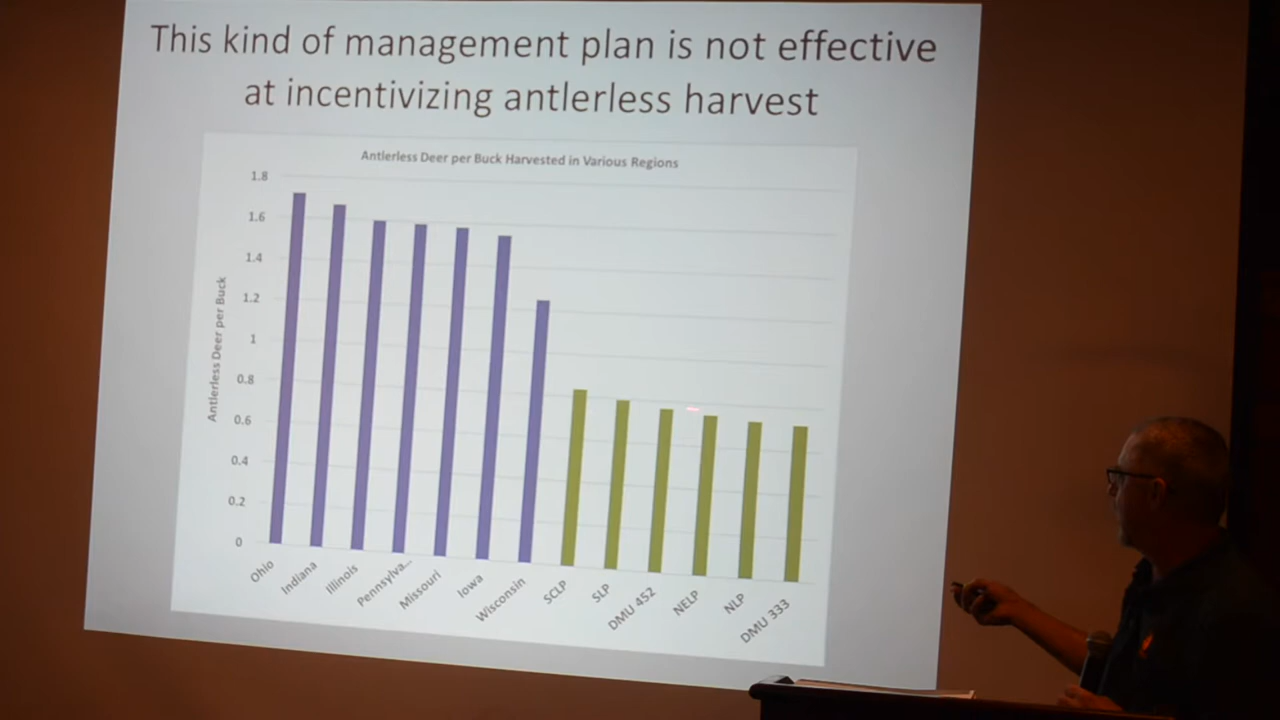 This kind of management plan is not effective
at incentivizing antlerless harvest
Antlerless Deer per Buck Harvested in Various Regions
Antlerless Deer per Buck
1.8
1.6
1.4
1.2
1
0.8
0.6
0.4
0.2
0
Ohio
Indiana
Illinois
Pennsylva...
Missouri
Iowa
Wisconsin
SCLP
SLP
DMU 452
NELP
NLP
DMU 333